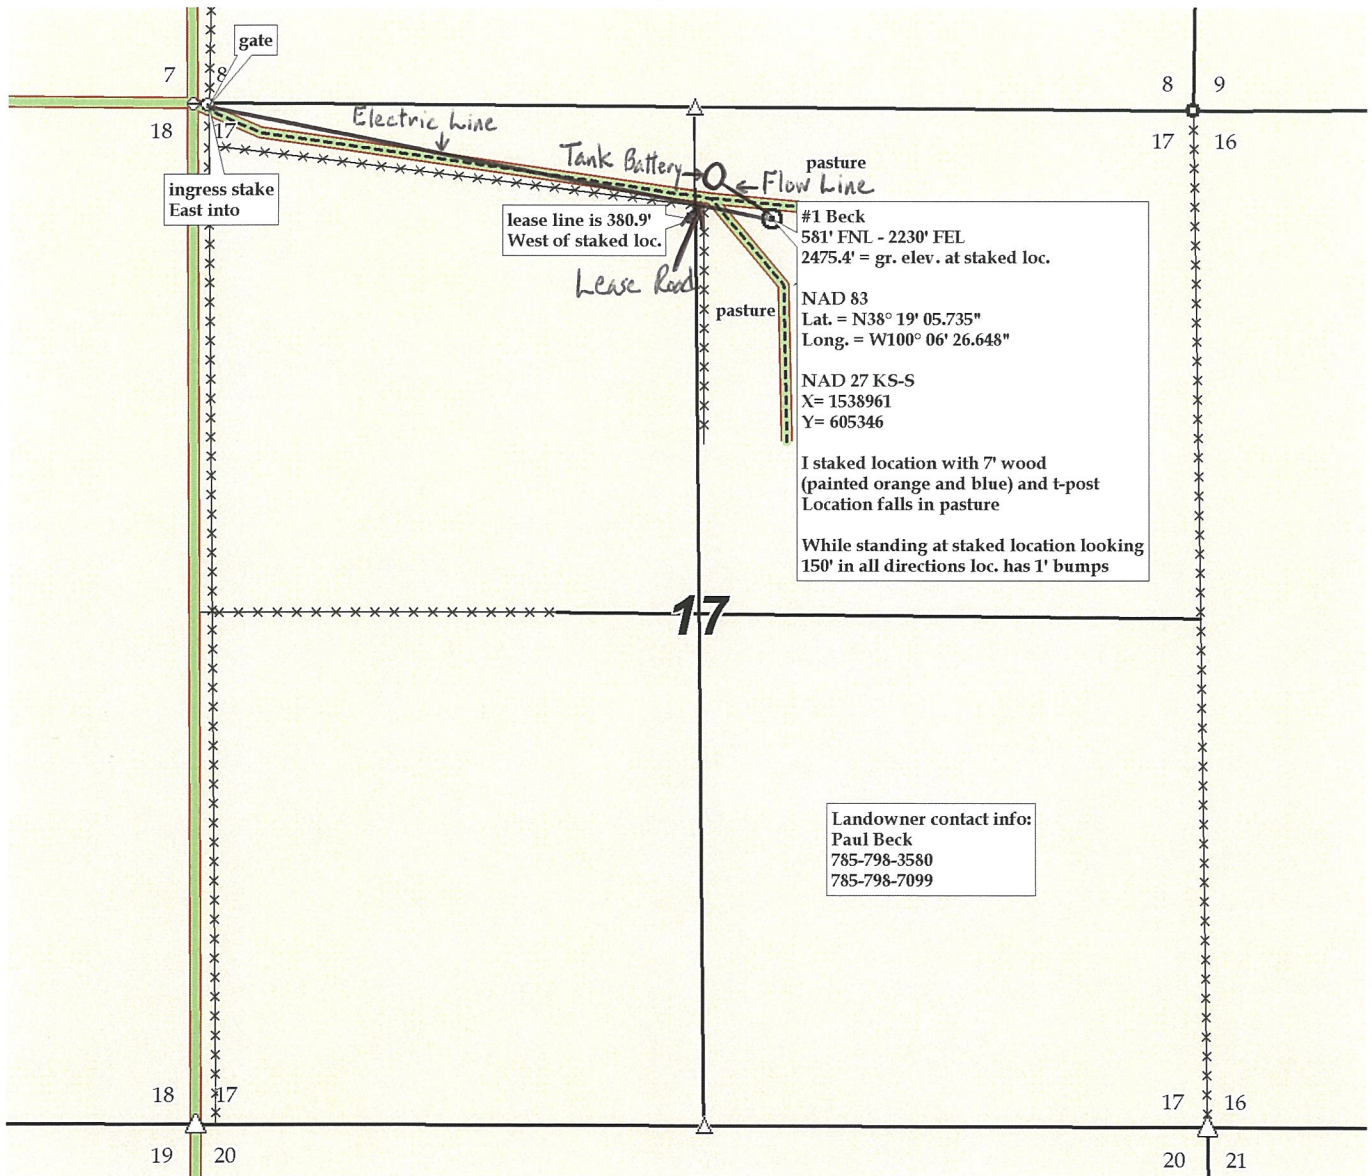 gate
7
8
8 9
18
17
17 16
Electric Line
Tank Battery
pasture
Flow Line
ingress stake
East into
lease line is 380.9'
West of staked loc.
#1 Beck
581' FNL - 2230' FEL
2475.4' = gr. elev. at staked loc.
Lease Road
pasture
NAD 83
Lat. = N38° 19' 05.735"
Long. = W100° 06' 26.648"
NAD 27 KS-S
X= 1538961
Y= 605346
I staked location with 7' wood
(painted orange and blue) and t-post
Location falls in pasture
While standing at staked location looking
150' in all directions loc. has 1' bumps
17
Landowner contact info:
Paul Beck
785-798-3580
785-798-7099
18 17
17 16
19 20
20 21